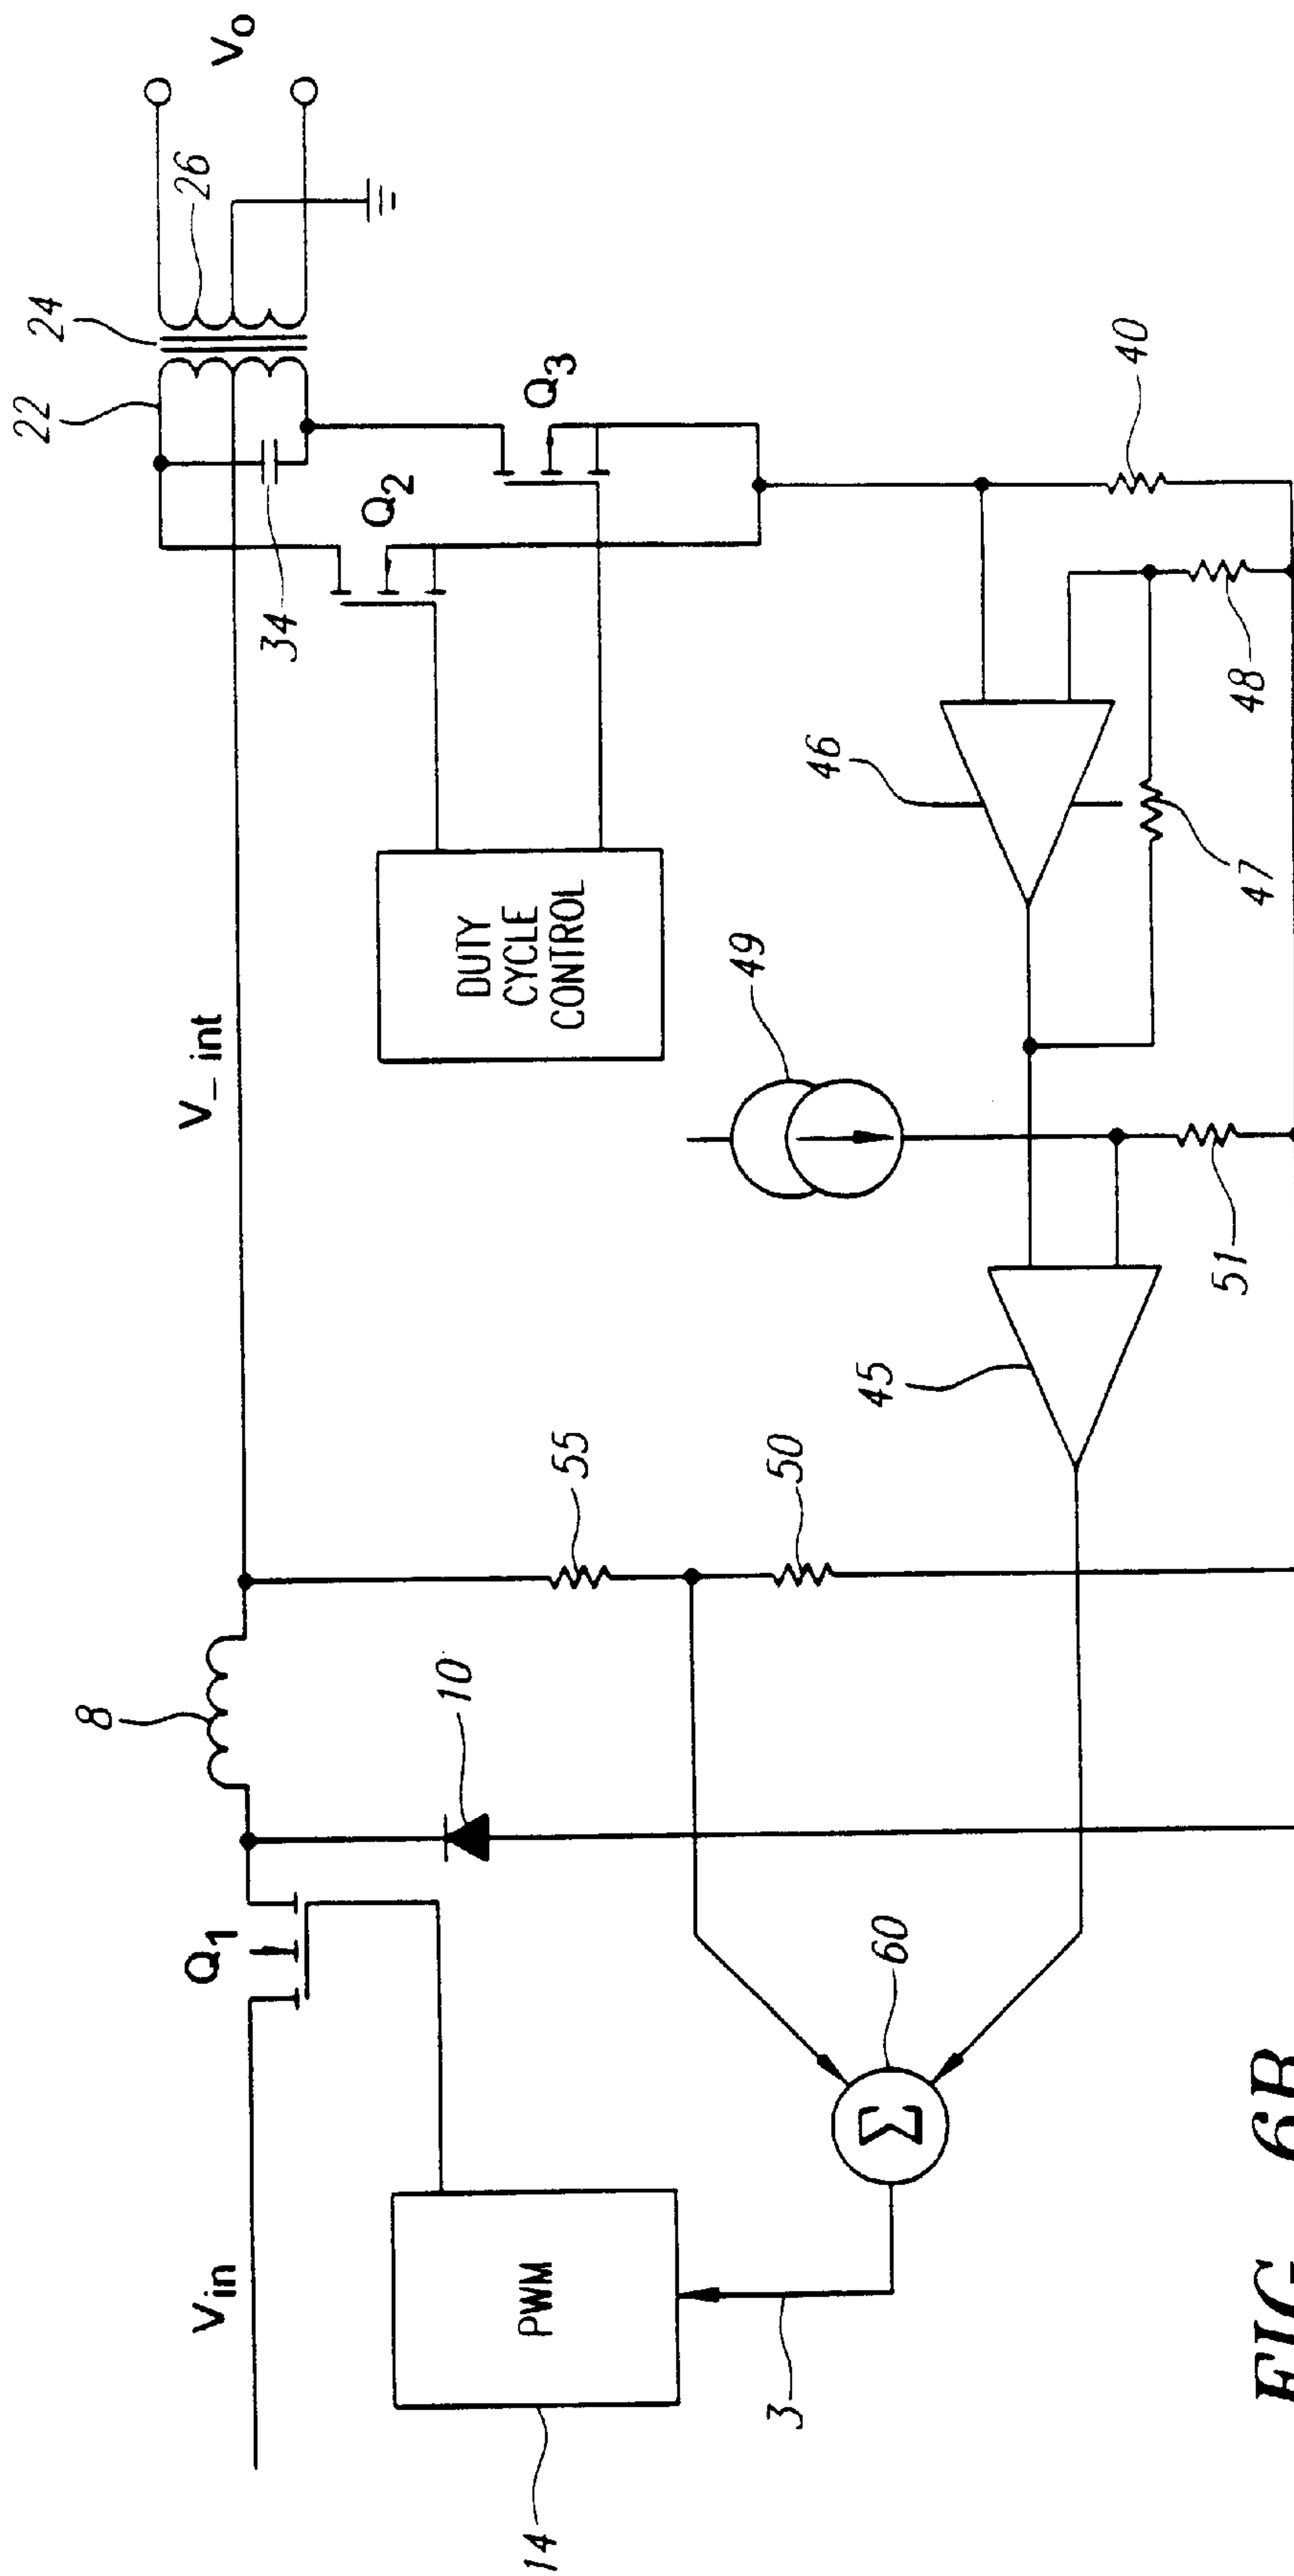 Vin
Q1
8
V_int
22
24
26
Vo
34
Q2
Q3
10
55
50
DUTY
CYCLE
CONTROL
PWM
14
3
Σ
60
45
49
51
46
47
48
40
FIG. 6B